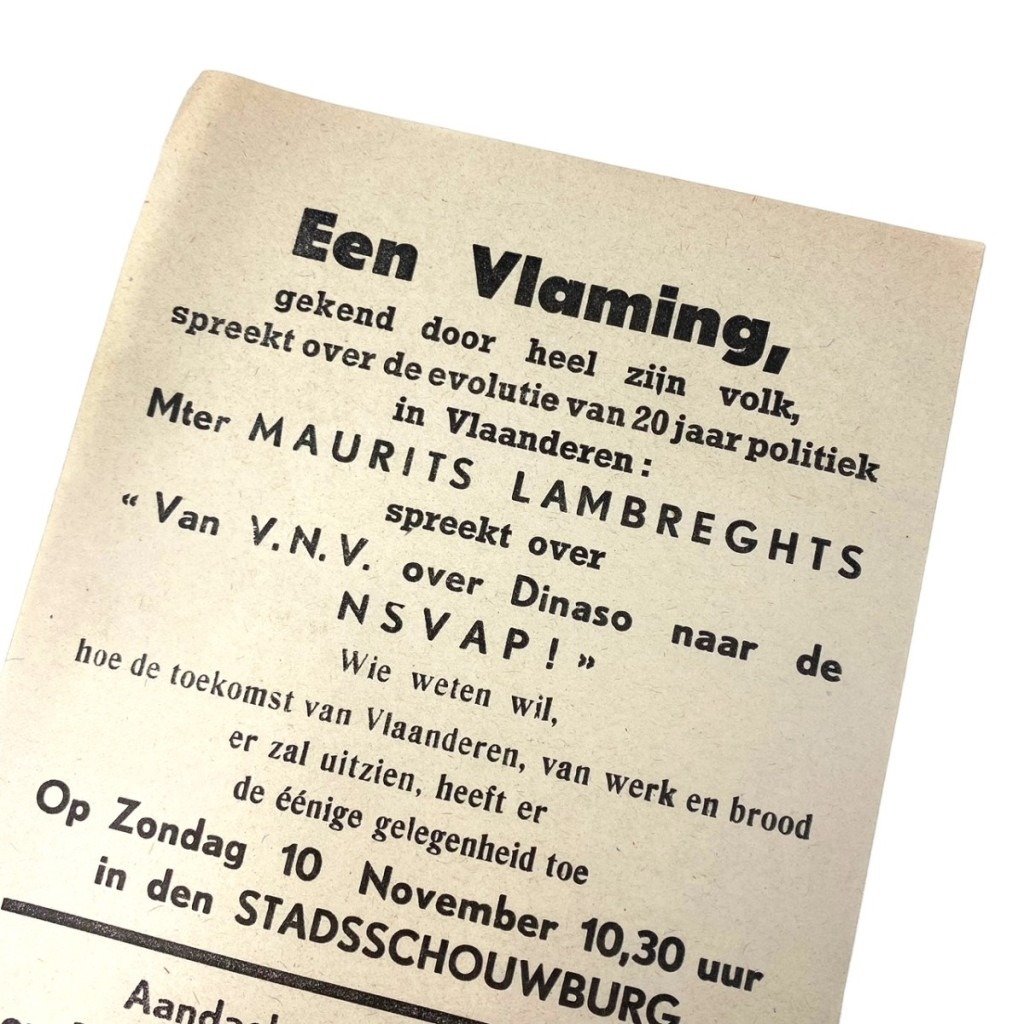 Een Vlaming,
gekend door heel zijn volk,
spreekt over de evolutie van 20 jaar politiek
in Vlaanderen :
Mter MAURITS LAMBREGHTS
spreekt over
« Van V.N.V. over Dinaso naar de
NSVAP! »
Wie weten wil,
hoe de toekomst van Vlaanderen, van werk en brood
er zal uitzien, heeft er
de éénige gelegenheid toe
Op Zondag 10 November 10,30 uur
in den STADSSCHOUWBURG